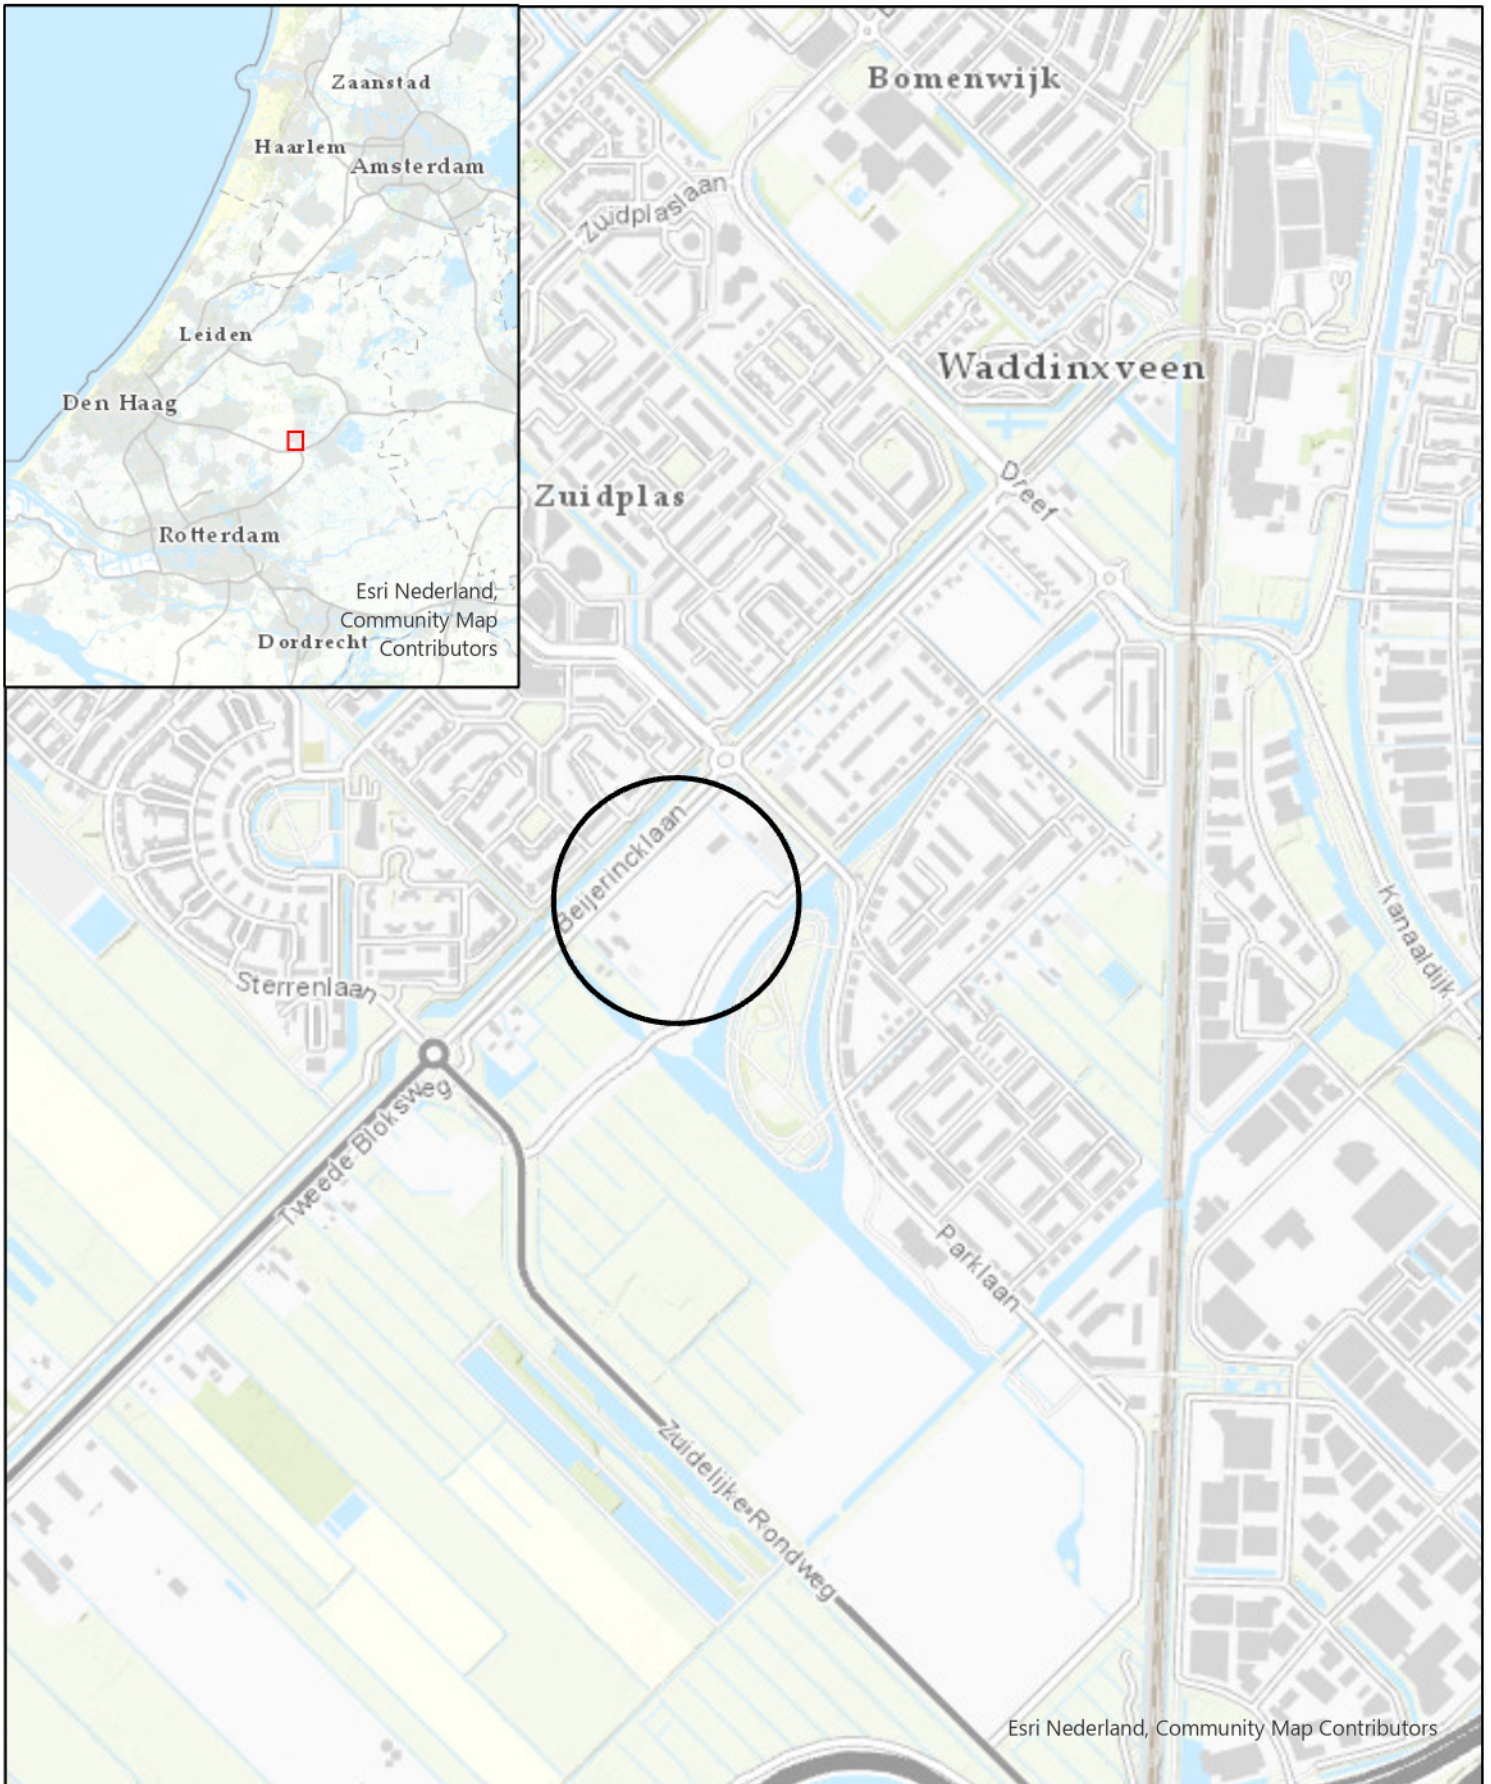 Zaanstad
Haarlem
Amsterdam
Leiden
Den Haag
Rotterdam
Esri Nederland,
Community Map
Contributors
Dordrecht
Bomenwijk
Zuidplaslaan
Waddinxveen
Dreef
Zuidplas
Beijerincklaan
Kanaaldijk
Sterrenlaan
Tweede Bloksweg
Parklaan
Zuidelijke Rondweg
Esri Nederland, Community Map Contributors